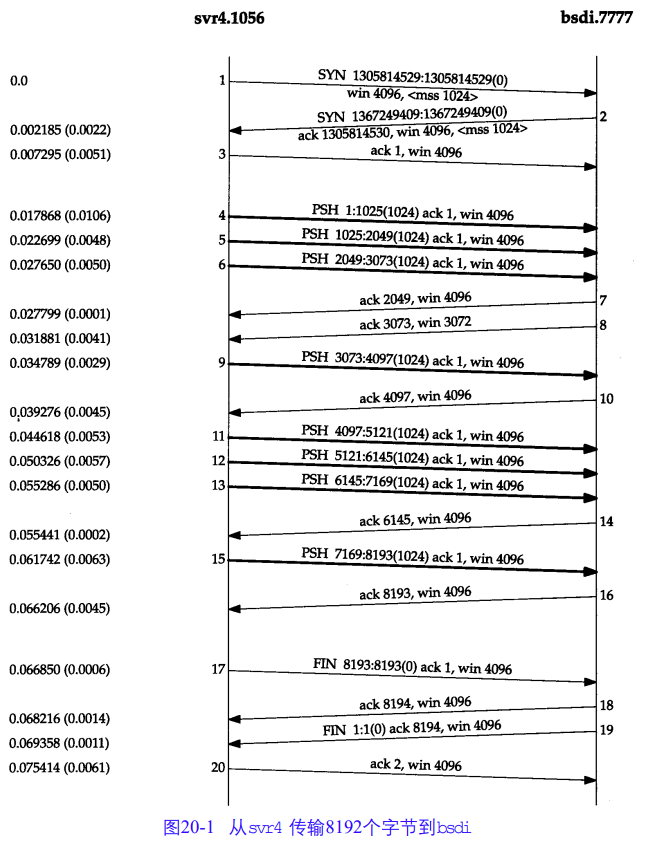 svr4.1056 bsdi.7777
0.0 1 SYN 1305814529:1305814529(0)
win 4096, <mss 1024>
SYN 1367249409:1367249409(0) 2
0.002185 (0.0022) ack 1305814530, win 4096, <mss 1024>
0.007295 (0.0051) 3 ack 1, win 4096
0.017868 (0.0106) 4 PSH 1:1025(1024) ack 1, win 4096
0.022699 (0.0048) 5 PSH 1025:2049(1024) ack 1, win 4096
0.027650 (0.0050) 6 PSH 2049:3073(1024) ack 1, win 4096
ack 2049, win 4096 7
0.027799 (0.0001)
ack 3073, win 3072 8
0.031881 (0.0041)
0.034789 (0.0029) 9 PSH 3073:4097(1024) ack 1, win 4096
ack 4097, win 4096 10
0.039276 (0.0045)
0.044618 (0.0053) 11 PSH 4097:5121(1024) ack 1, win 4096
0.050326 (0.0057) 12 PSH 5121:6145(1024) ack 1, win 4096
0.055286 (0.0050) 13 PSH 6145:7169(1024) ack 1, win 4096
ack 6145, win 4096 14
0.055441 (0.0002)
0.061742 (0.0063) 15 PSH 7169:8193(1024) ack 1, win 4096
ack 8193, win 4096 16
0.066206 (0.0045)
0.066850 (0.0006) 17 FIN 8193:8193(0) ack 1, win 4096
ack 8194, win 4096 18
0.068216 (0.0014)
FIN 1:1(0) ack 8194, win 4096 19
0.069358 (0.0011)
0.075414 (0.0061) 20 ack 2, win 4096
图20-1 从svr4 传输8192个字节到bsdi